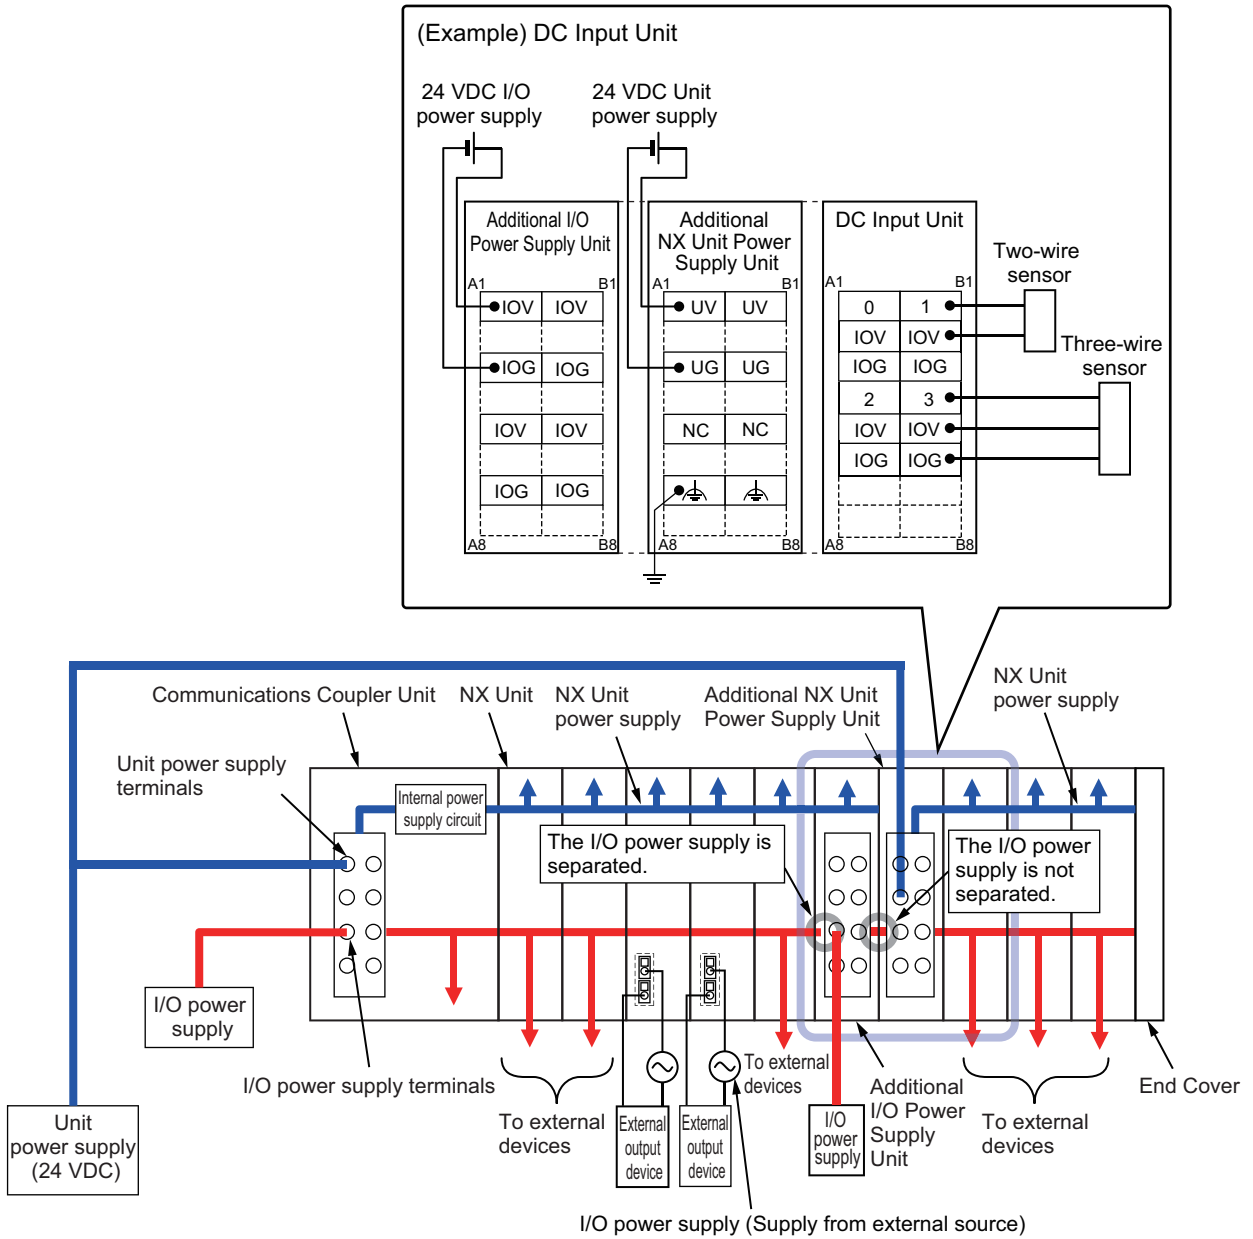 (Example) DC Input Unit
24 VDC I/O
power supply
24 VDC Unit
power supply
Additional I/O
Power Supply Unit
A1
B1
IOV IOV
IOG IOG
IOV IOV
IOG IOG
A8
B8
Additional
NX Unit Power
Supply Unit
A1
B1
UV UV
UG UG
NC NC
A8
B8
DC Input Unit
A1
B1
0 1
IOV IOV
IOG IOG
2 3
IOV IOV
IOG IOG
A8
B8
Two-wire
sensor
Three-wire
sensor
Communications Coupler Unit
NX Unit
NX Unit
power supply
Additional NX Unit
Power Supply Unit
NX Unit
power supply
Unit power supply
terminals
Internal power
supply circuit
The I/O power supply is
separated.
The I/O power
supply is not
separated.
I/O power
supply
I/O power supply terminals
Unit
power supply
(24 VDC)
To external
devices
External
output
device
External
output
device
To external
devices
I/O
power
supply
Additional
I/O Power
Supply
Unit
To external
devices
End Cover
I/O power supply (Supply from external source)